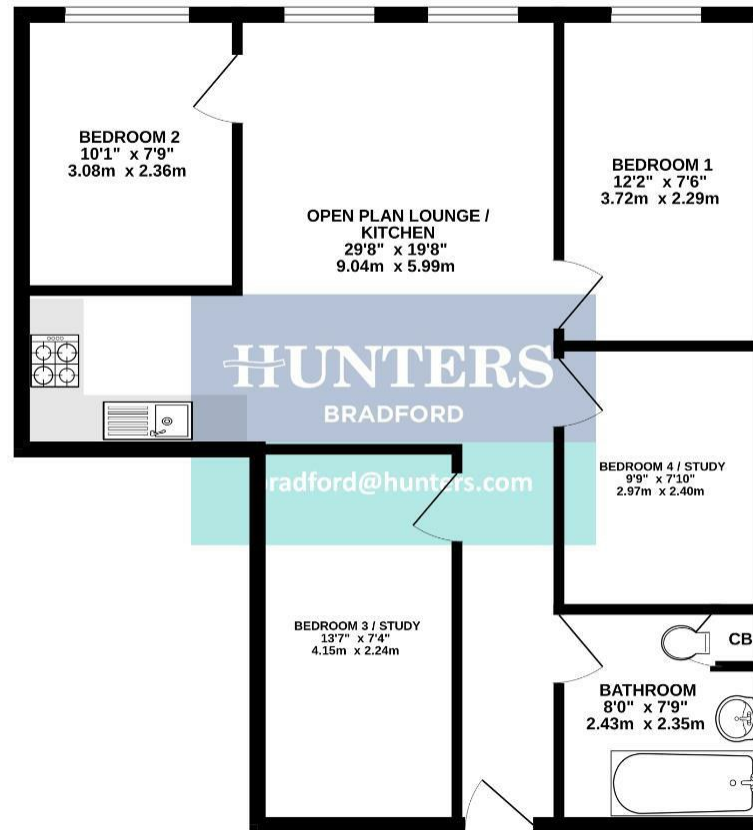 BEDROOM 2
10'1" x 7'9"
3.08m x 2.36m
OPEN PLAN LOUNGE /
KITCHEN
29'8" x 19'8"
9.04m x 5.99m
BEDROOM 1
12'2" x 7'6"
3.72m x 2.29m
HUNTERS
BRADFORD
bradford@hunters.com
BEDROOM 4 / STUDY
9'9" x 7'10"
2.97m x 2.40m
BEDROOM 3 / STUDY
13'7" x 7'4"
4.15m x 2.24m
CB
BATHROOM
8'0" x 7'9"
2.43m x 2.35m